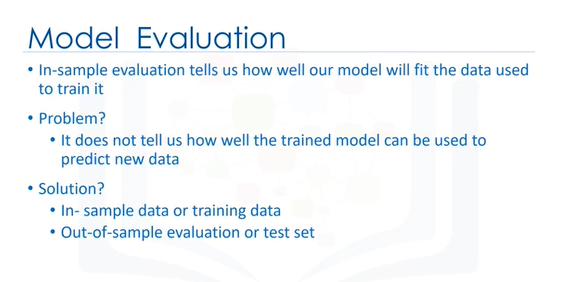 Model Evaluation
• In-sample evaluation tells us how well our model will fit the data used
to train it
• Problem?
• It does not tell us how well the trained model can be used to
predict new data
• Solution?
• In- sample data or training data
• Out-of-sample evaluation or test set